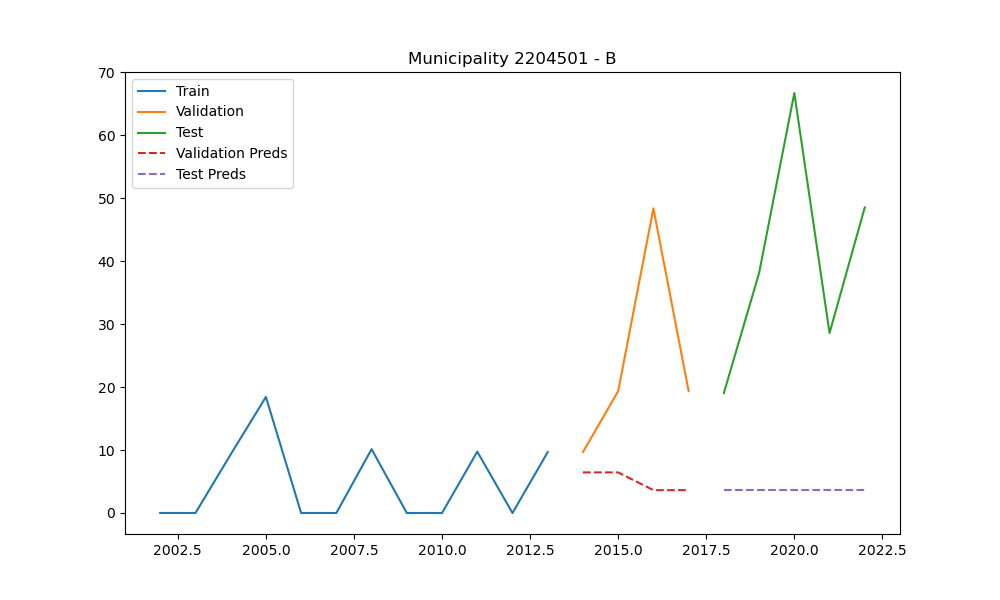 Municipality 2204501 - B
70
60
50
40
30
20
10
0
Train
Validation
Test
Validation Preds
Test Preds
2002.5 2005.0 2007.5 2010.0 2012.5 2015.0 2017.5 2020.0 2022.5